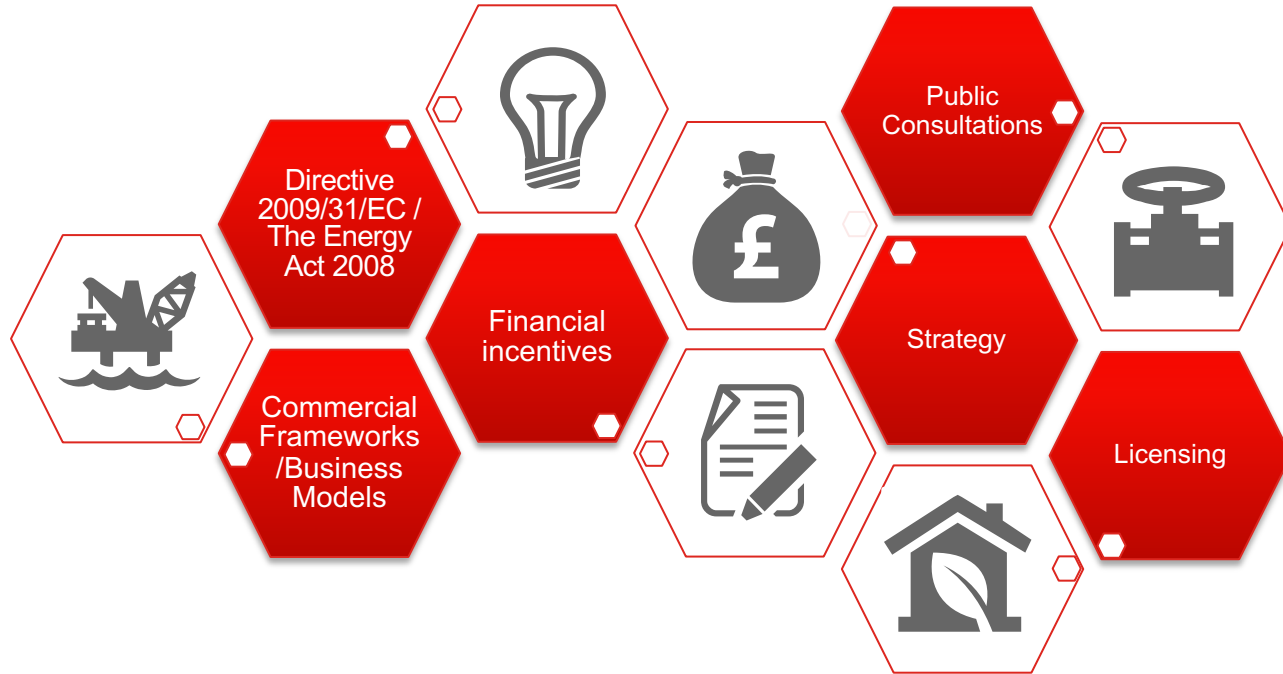 Directive
2009/31/EC /
The Energy
Act 2008
Commercial
Frameworks
/Business
Models
Financial
incentives
£
Public
Consultations
Strategy
Licensing